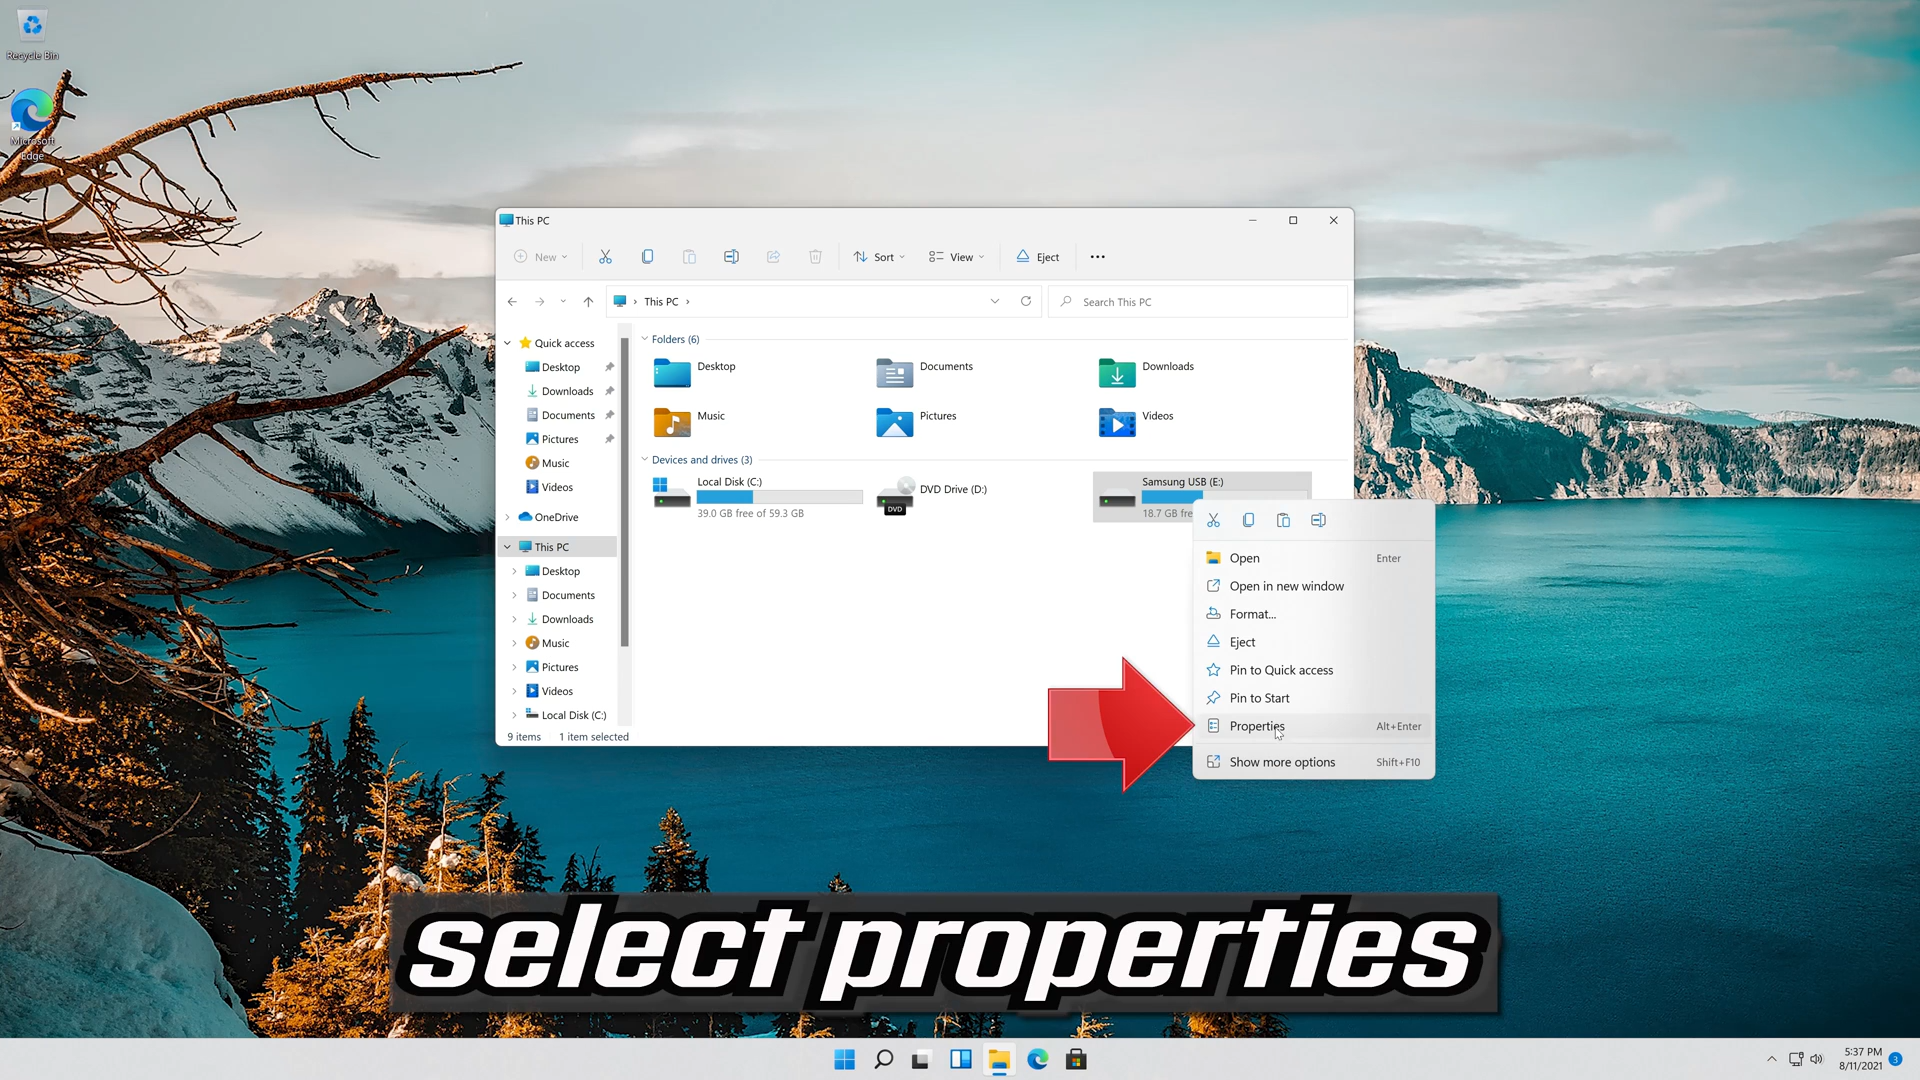 Recycle Bin
Microsoft
Edge
This PC
New
Sort
View
Eject
This PC
Search This PC
Quick access
Desktop
Downloads
Documents
Pictures
Music
Videos
OneDrive
This PC
Desktop
Documents
Downloads
Music
Pictures
Videos
Local Disk (C:)
Folders (6)
Desktop
Documents
Downloads
Music
Pictures
Videos
Devices and drives (3)
Local Disk (C:)
39.0 GB free of 59.3 GB
DVD
DVD Drive (D:)
Samsung USB (E:)
18.7 GB fre
Open Enter
Open in new window
Format...
Eject
Pin to Quick access
Pin to Start
Properties Alt+Enter
Show more options Shift+F10
9 items 1 item selected
select properties
5:37 PM
8/11/2021
3